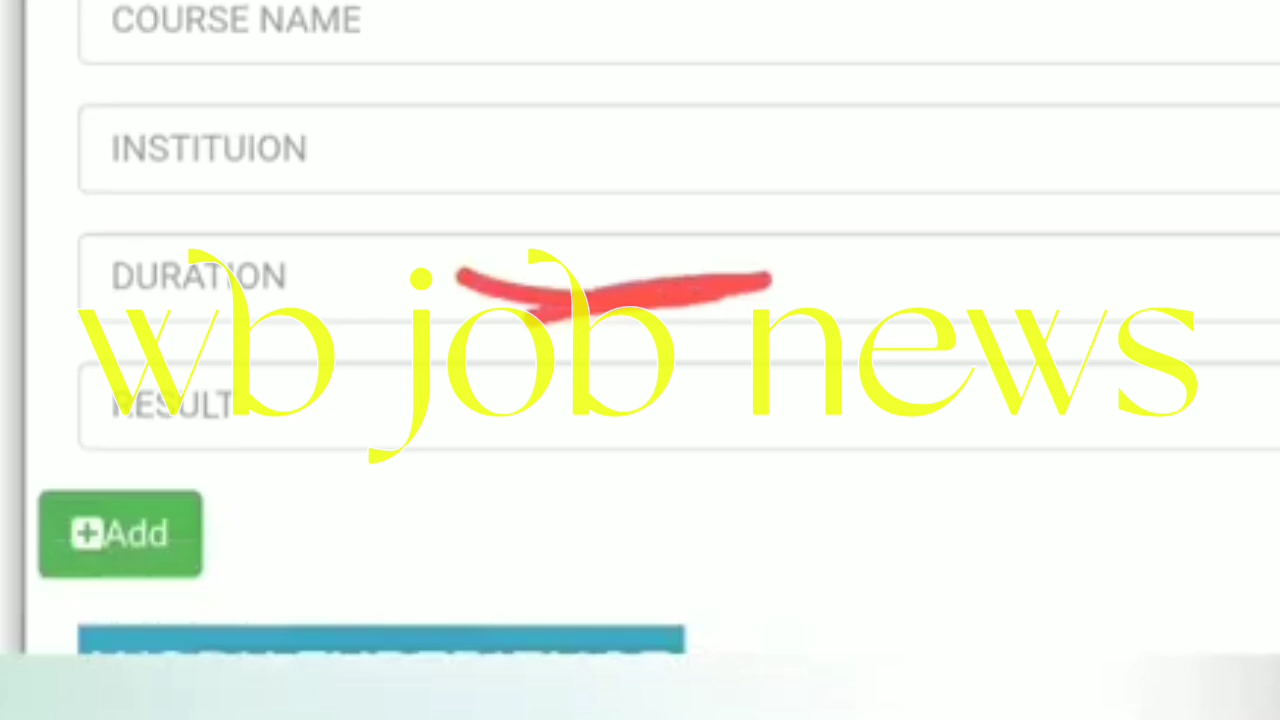 COURSE NAME
INSTITUION
DURATION
wb job news
RESULT
Add